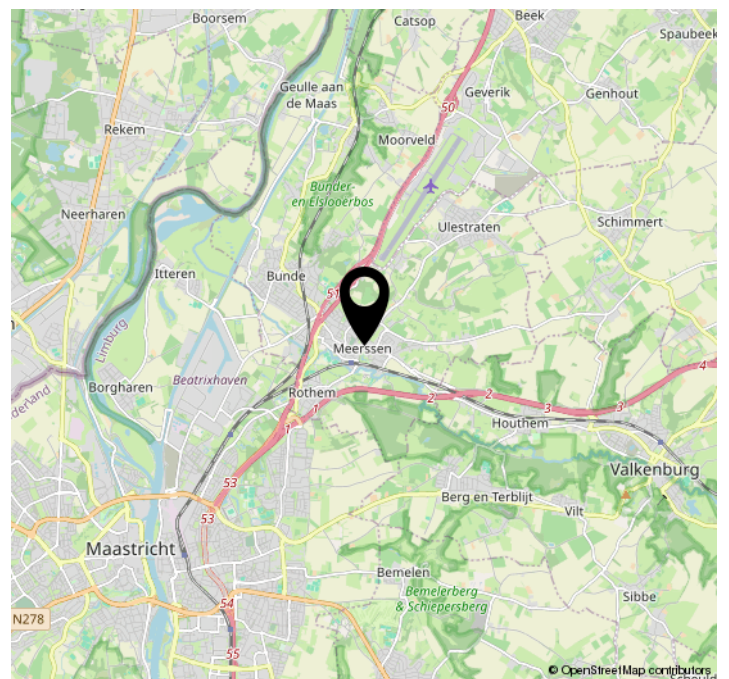 Boorsem
Catsop
Beek
Spaubeek
Geulle aan
de Maas
Geverik
Genhout
50
Rekem
Moorveld
Bunder-
en Elslooerbos
Neerharen
Ulestraten
Schimmert
Itteren
Bunde
51
Limburg
Meerssen
4
Borgharen
Beatrixhaven
Rothem
2
2
3
3
1
1
Houthem
Valkenburg
53
Berg en Terblijt
Vilt
53
Maastricht
Bemelen
Bemelerberg
& Schiepersberg
Sibbe
54
N278
55
© OpenStreetMap contributors